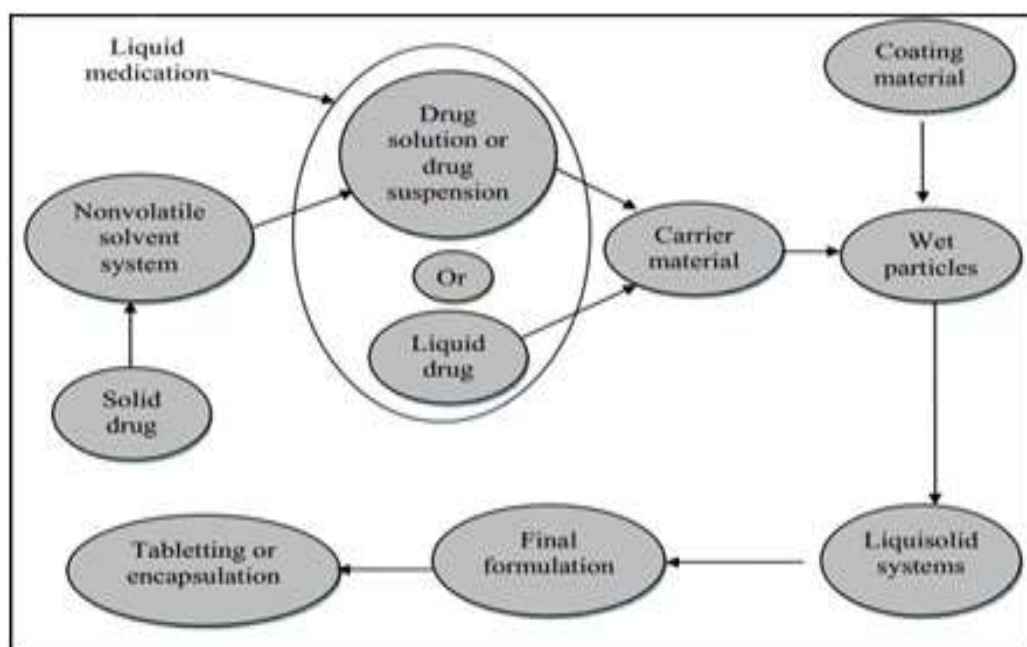 Liquid
medication
Coating
material
Drug
solution or
drug
suspension
Nonvolatile
solvent
system
Carrier
material
Wet
particles
Or
Liquid
drug
Solid
drug
Tabletting or
encapsulation
Final
formulation
Liquisolid
systems